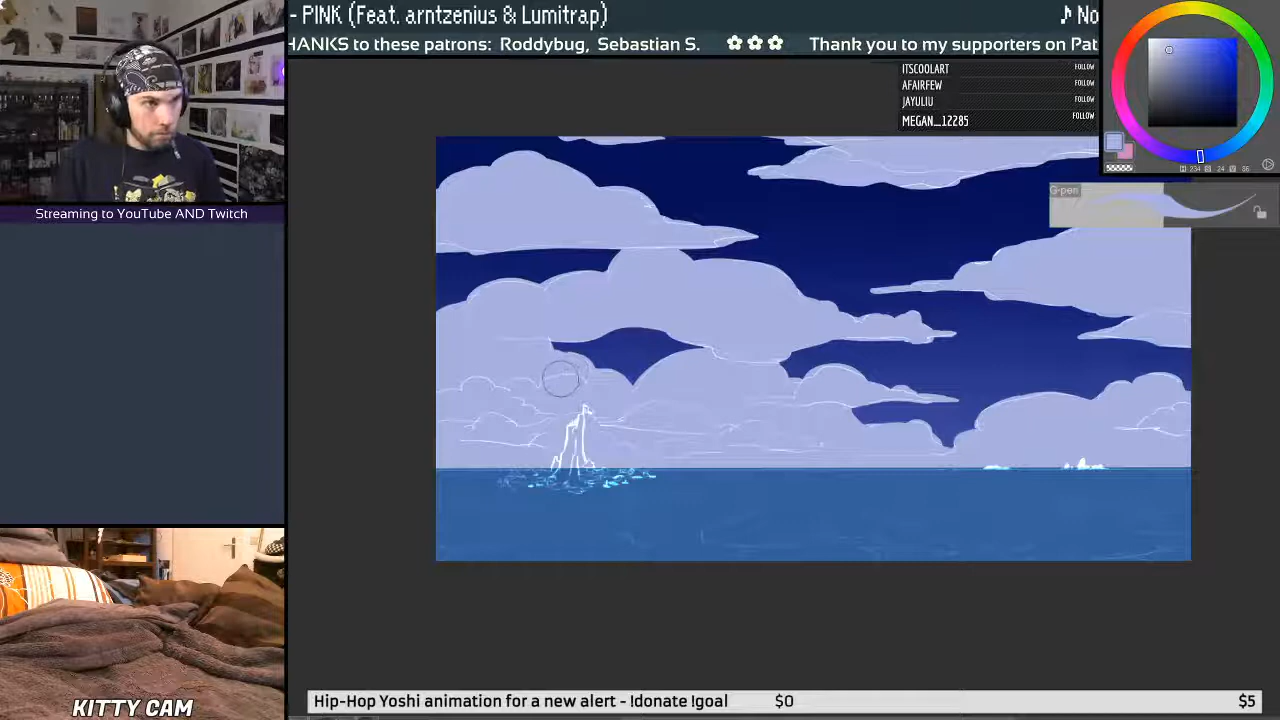 - PINK (Feat. arntzenius & Lumitrap)
♪ No
HANKS to these patrons: Roddybug, Sebastian S. ✿ ✿ ✿ Thank you to my supporters on Pat
ITSCOOLART FOLLOW
AFAIRFEW FOLLOW
JAYULIU FOLLOW
MEGAN_12285 FOLLOW
G-pen
Streaming to YouTube AND Twitch
KITTY CAM
Hip-Hop Yoshi animation for a new alert - !donate !goal $0 $5